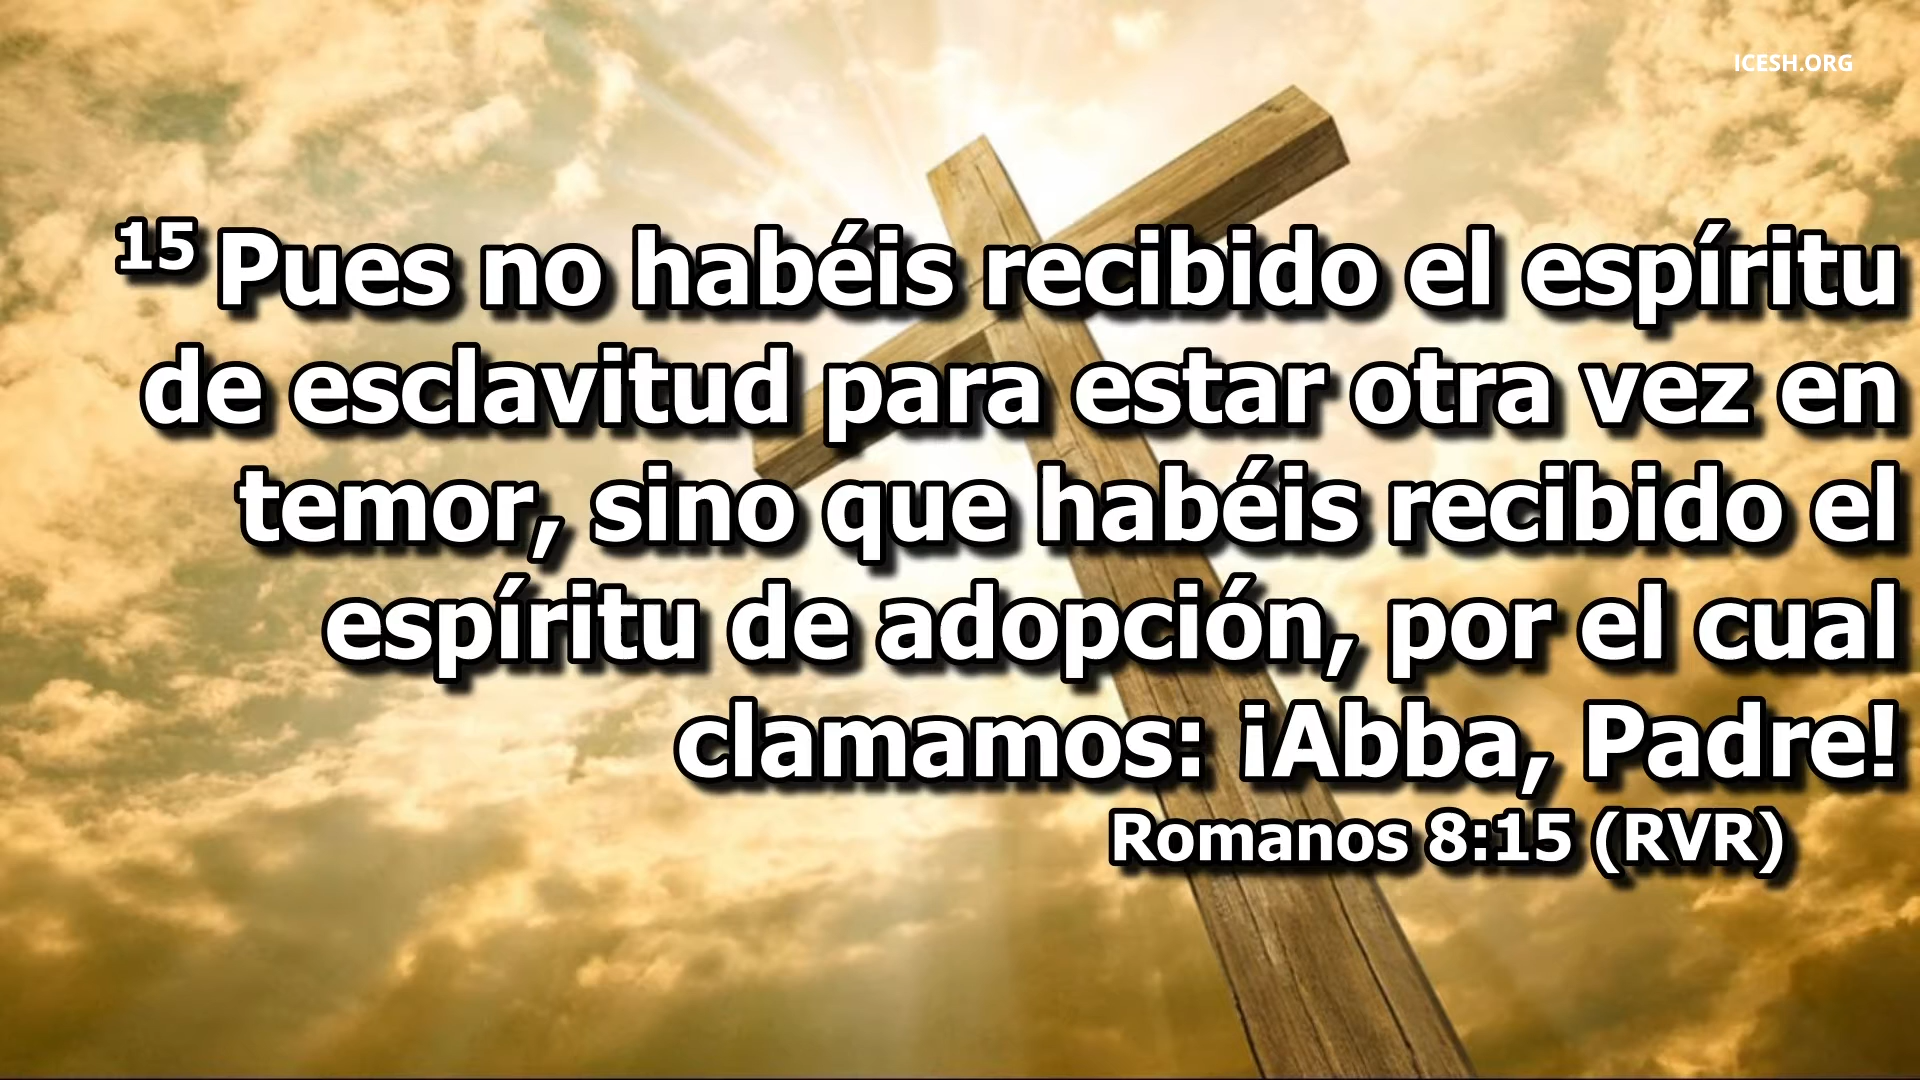 ICESH.ORG
15 Pues no habéis recibido el espíritu
de esclavitud para estar otra vez en
temor, sino que habéis recibido el
espíritu de adopción, por el cual
clamamos: ¡Abba, Padre!
Romanos 8:15 (RVR)